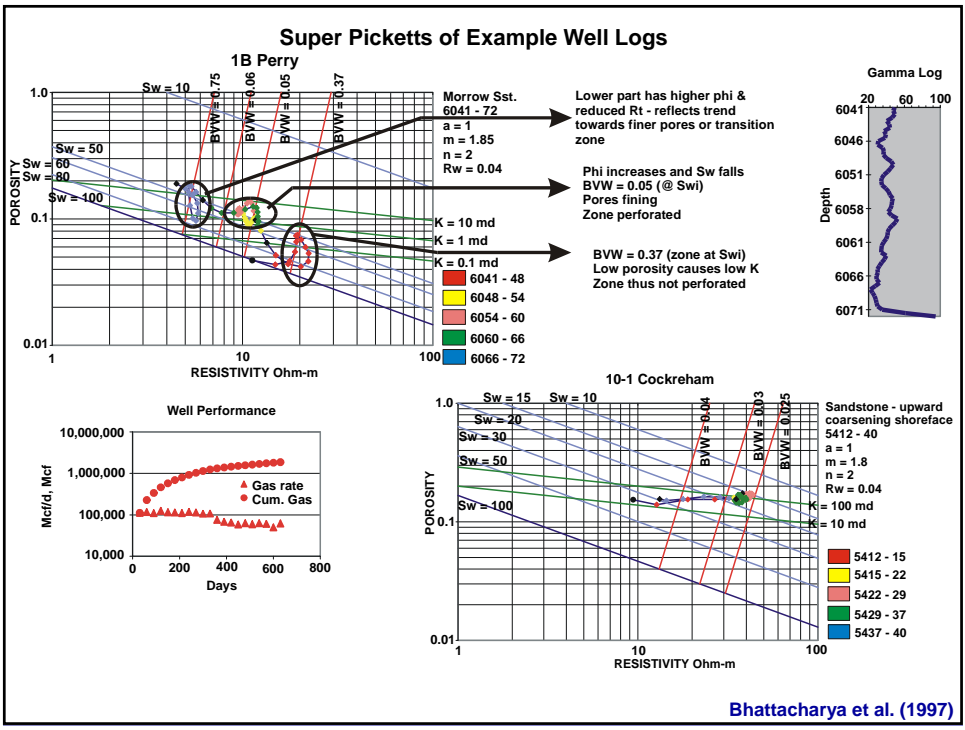 Super Picketts of Example Well Logs
1B Perry
1.0
0.1
0.01
POROSITY
1
10
100
RESISTIVITY Ohm-m
Sw = 10
Sw = 50
Sw = 60
Sw = 80
Sw = 100
BVW = 0.75
BVW = 0.06
BVW = 0.05
BVW = 0.37
K = 10 md
K = 1 md
K = 0.1 md
Morrow Sst.
6041 - 72
a = 1
m = 1.85
n = 2
Rw = 0.04
6041 - 48
6048 - 54
6054 - 60
6060 - 66
6066 - 72
Lower part has higher phi &
reduced Rt - reflects trend
towards finer pores or transition
zone
Phi increases and Sw falls
BVW = 0.05 (@ Swi)
Pores fining
Zone perforated
BVW = 0.37 (zone at Swi)
Low porosity causes low K
Zone thus not perforated
Gamma Log
20 60 100
Depth
6041
6046
6051
6058
6061
6066
6071
Well Performance
Mcf/d, Mcf
10,000,000
1,000,000
100,000
10,000
Gas rate
Cum. Gas
0 200 400 600 800
Days
10-1 Cockreham
1.0
0.1
0.01
POROSITY
1
10
100
RESISTIVITY Ohm-m
Sw = 15
Sw = 10
Sw = 20
Sw = 30
Sw = 50
Sw = 100
BVW = 0.04
BVW = 0.03
BVW = 0.025
K = 100 md
K = 10 md
Sandstone - upward
coarsening shoreface
5412 - 40
a = 1
m = 1.8
n = 2
Rw = 0.04
5412 - 15
5415 - 22
5422 - 29
5429 - 37
5437 - 40
Bhattacharya et al. (1997)